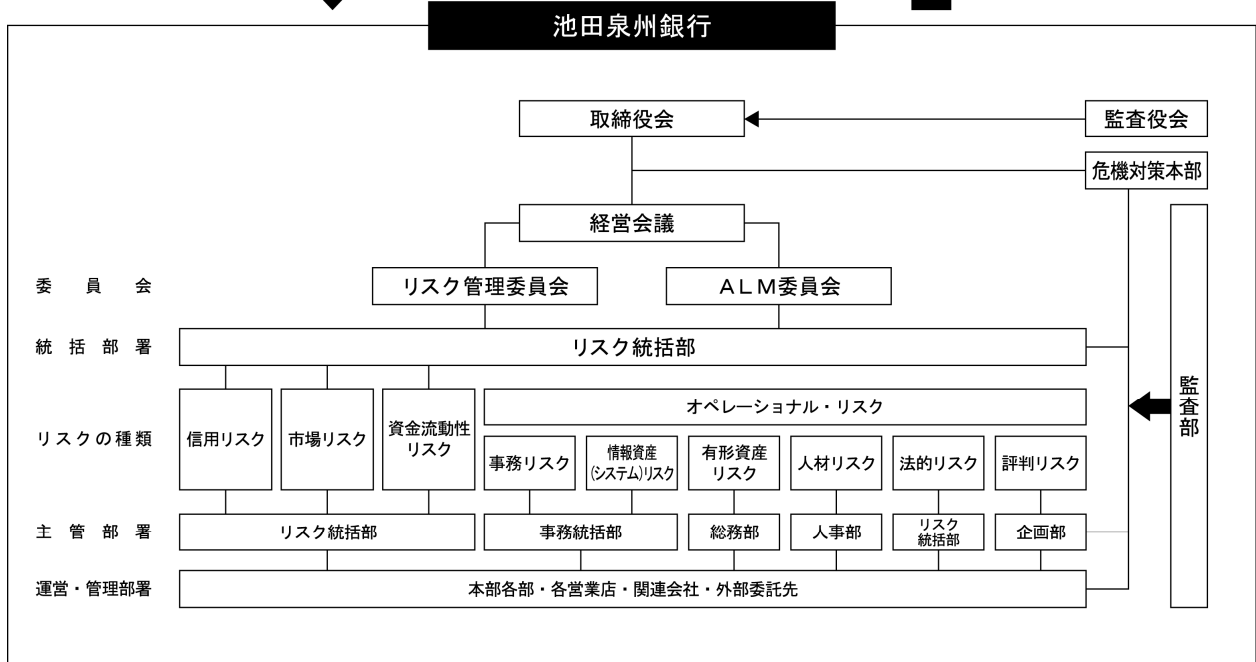 池田泉州銀行
取締役会
監査役会
危機対策本部
経営会議
委員会
リスク管理委員会
ALM委員会
統括部署
リスク統括部
監査部
リスクの種類
信用リスク
市場リスク
資金流動性
リスク
オペレーショナル・リスク
事務リスク
情報資産
(システム)リスク
有形資産
リスク
人材リスク
法的リスク
評判リスク
主管部署
リスク統括部
事務統括部
総務部
人事部
リスク
統括部
企画部
運営・管理部署
本部各部・各営業店・関連会社・外部委託先